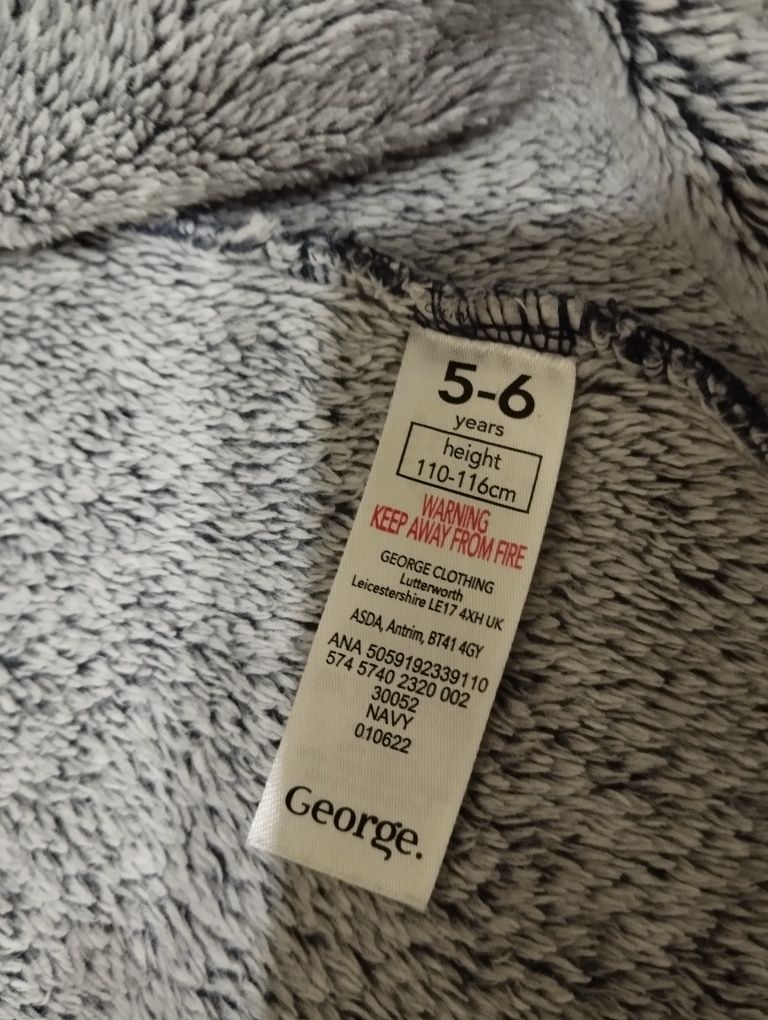 5-6
years
height
110-116cm
WARNING
KEEP AWAY FROM FIRE
GEORGE CLOTHING
Lutterworth
Leicestershire LE17 4XH UK
ASDA, Antrim, BT41 4GY
ANA 5059192339110
574 5740 2320 002
30052
NAVY
010622
George.